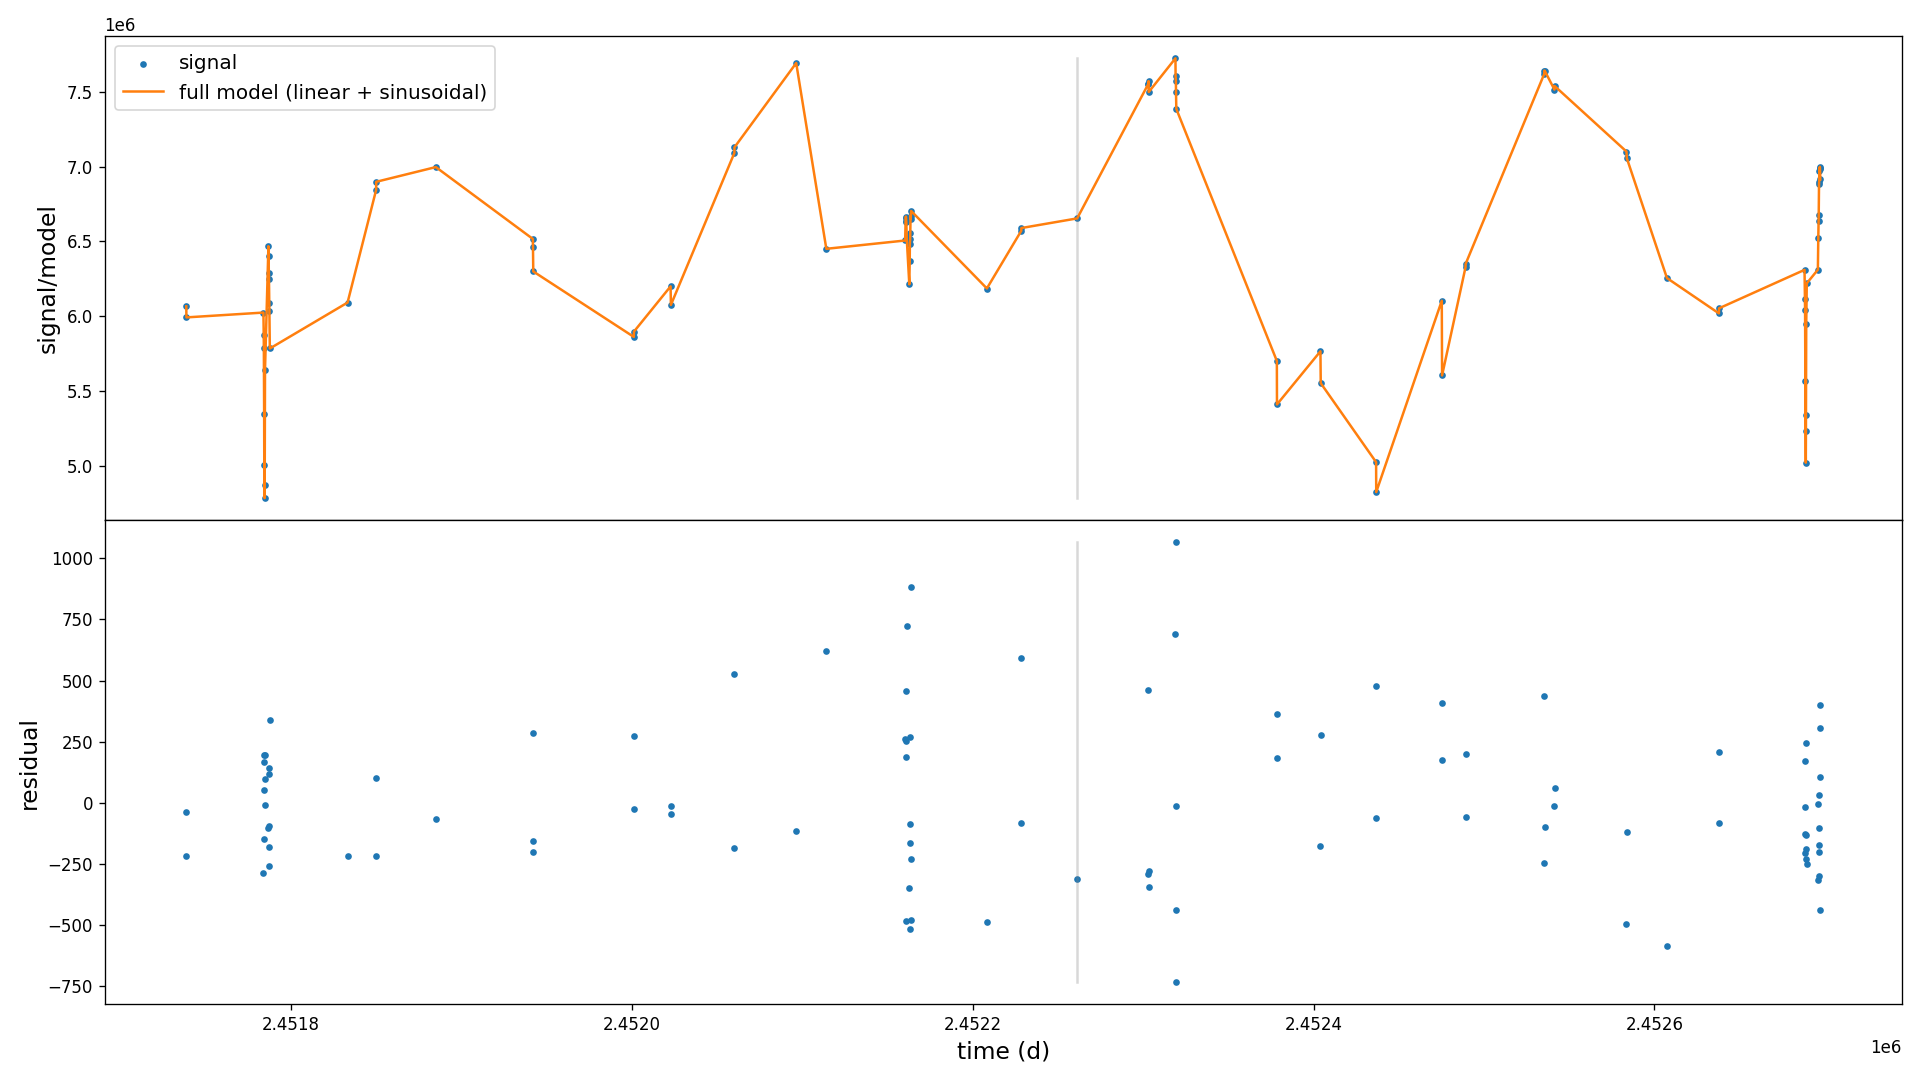 1e6
signal
full model (linear + sinusoidal)
signal/model
7.5
7.0
6.5
6.0
5.5
5.0
residual
1000
750
500
250
0
−250
−500
−750
2.4518
2.4520
2.4522
2.4524
2.4526
time (d)
1e6